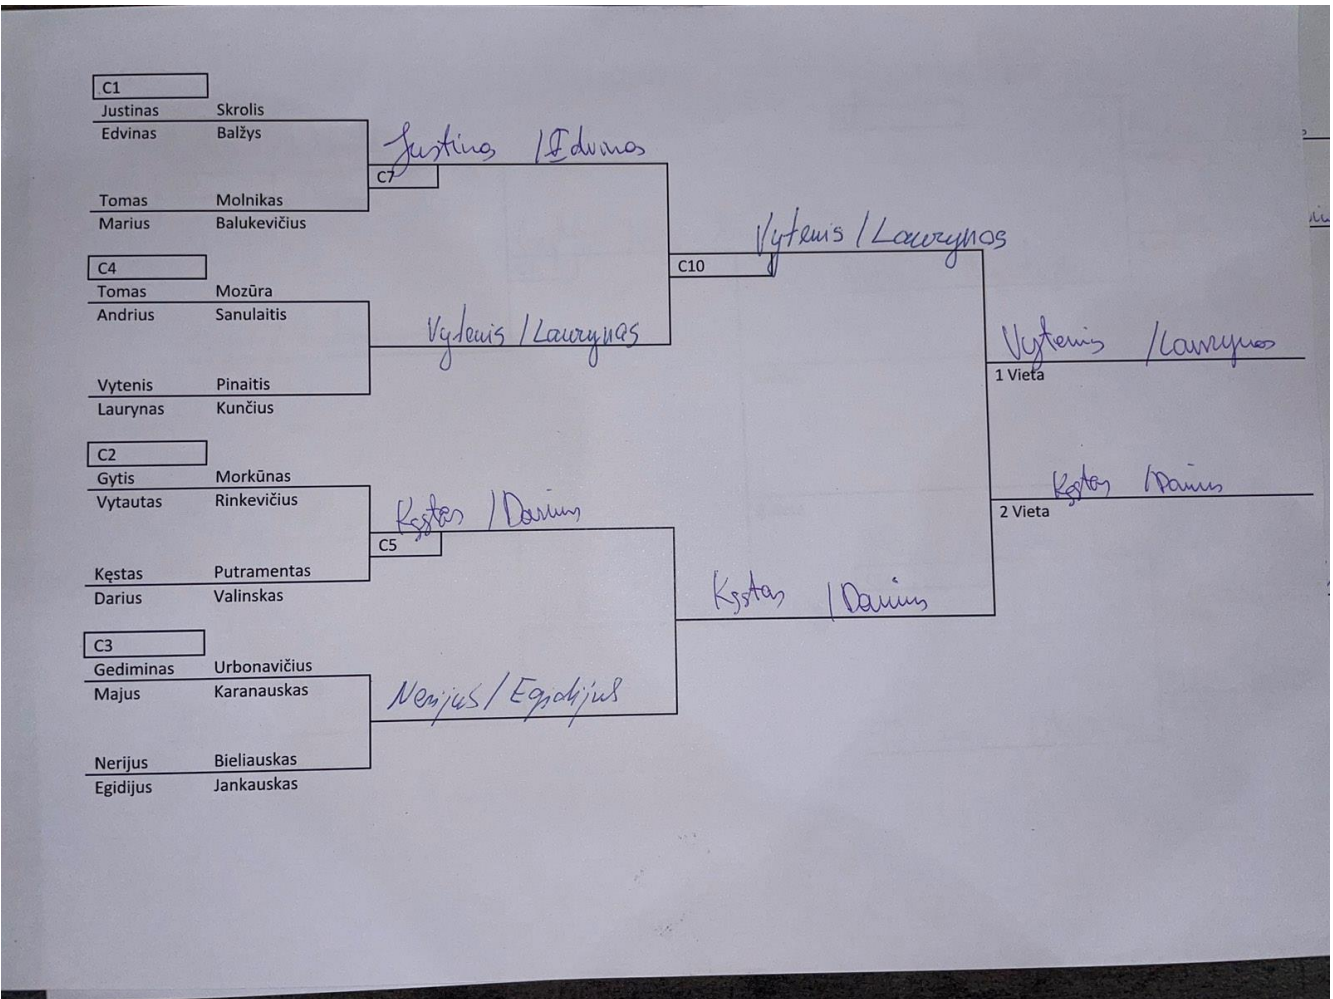 C1
Justinas Skrolis
Edvinas Balžys
Justinas / Edvinas
C7
Tomas Molnikas
Marius Balukevičius
Vytenis / Laurynas
C10
C4
Tomas Mozūra
Andrius Sanulaitis
Vytenis / Laurynas
Vytenis / Laurynas
1 Vieta
Vytenis Pinaitis
Laurynas Kunčius
C2
Gytis Morkūnas
Vytautas Rinkevičius
Kęstas / Darius
2 Vieta
Kęstas / Darius
C5
Kęstas Putramentas
Darius Valinskas
Kęstas / Darius
C3
Gediminas Urbonavičius
Majus Karanauskas
Nerijus / Egidijus
Nerijus Bieliauskas
Egidijus Jankauskas